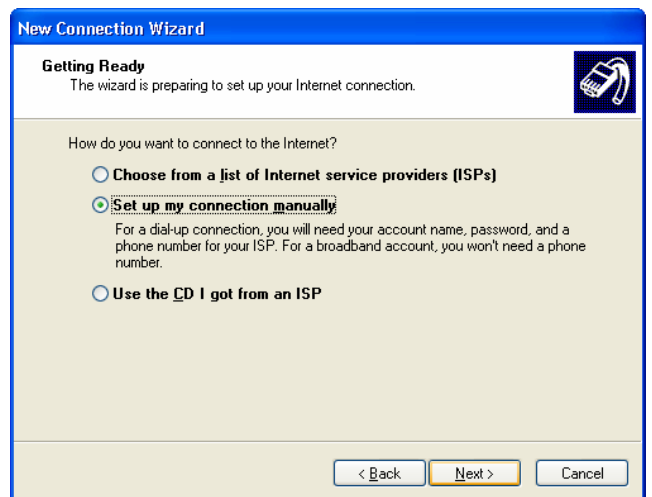 New Connection Wizard
Getting Ready
The wizard is preparing to set up your Internet connection.
How do you want to connect to the Internet?
Choose from a list of Internet service providers (ISPs)
Set up my connection manually
For a dial-up connection, you will need your account name, password, and a
phone number for your ISP. For a broadband account, you won't need a phone
number.
Use the CD I got from an ISP
< Back Next > Cancel